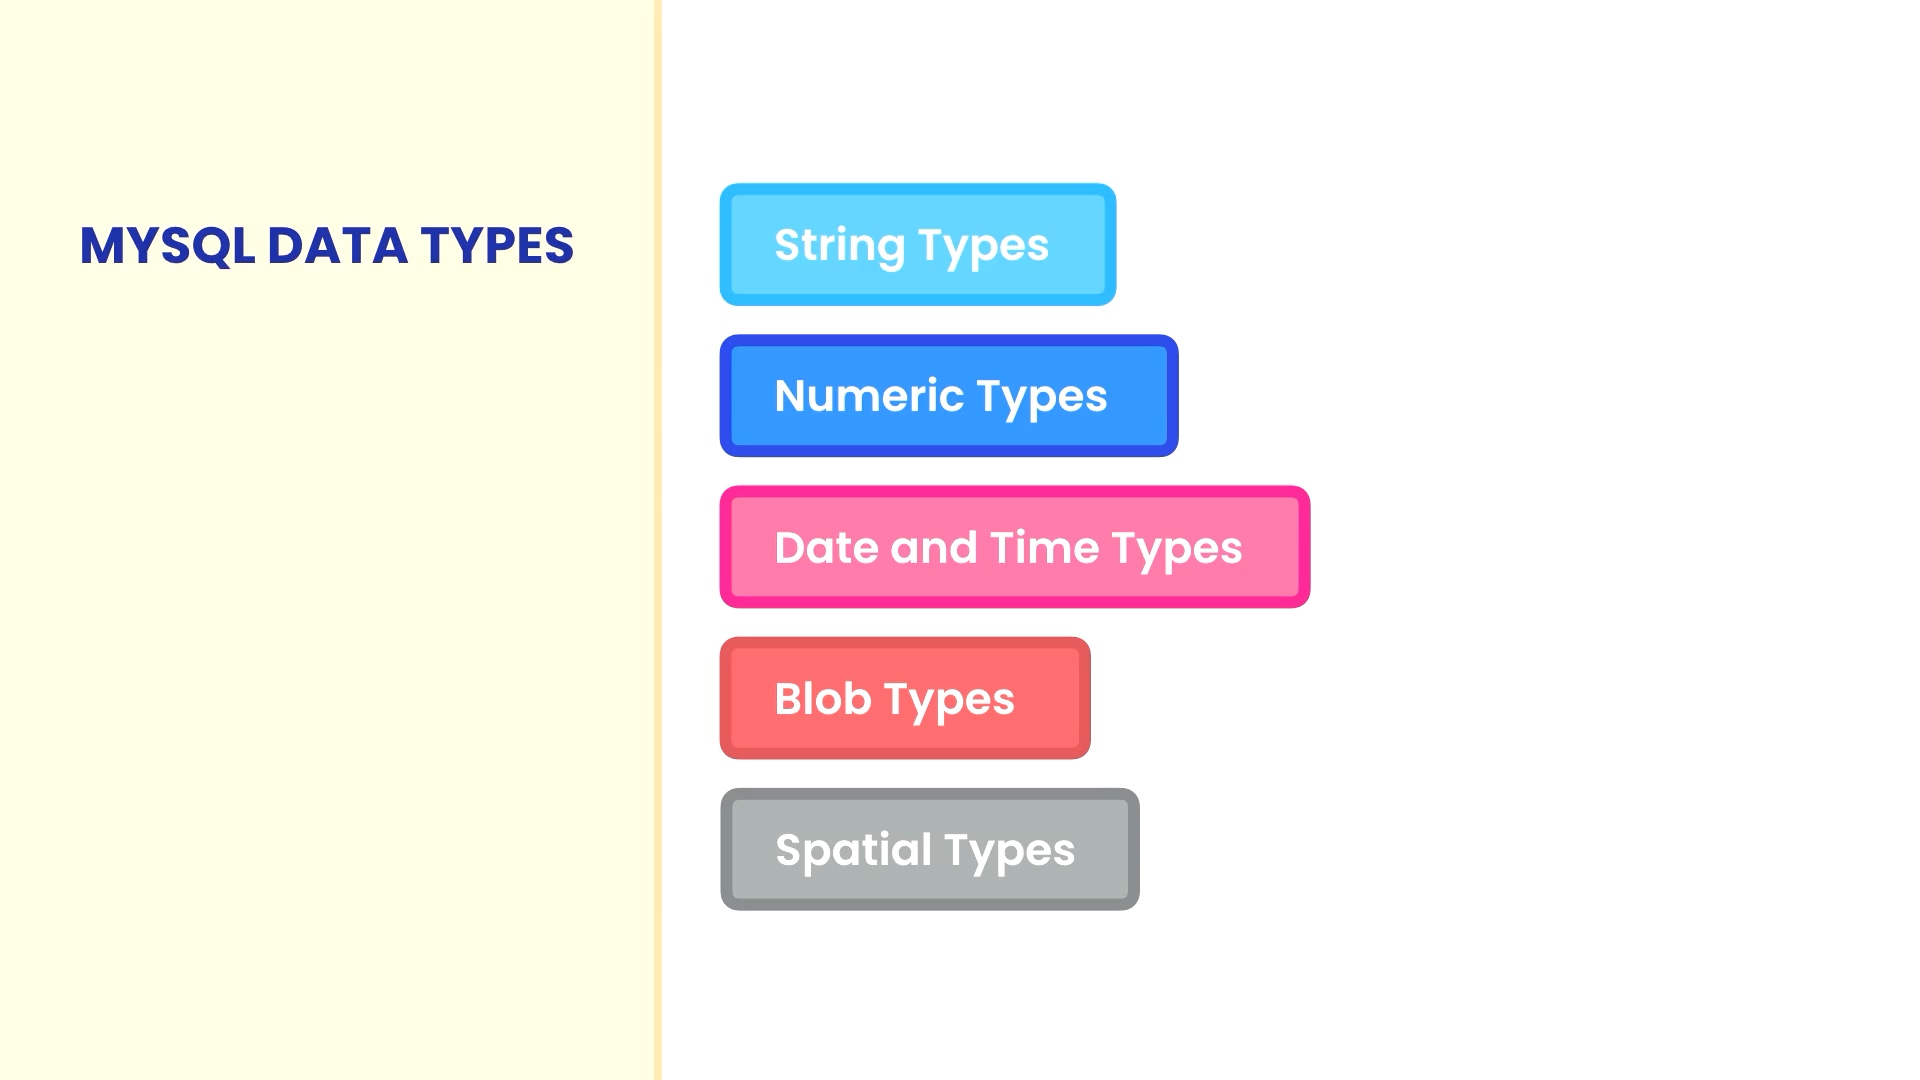 MYSQL DATA TYPES
String Types
Numeric Types
Date and Time Types
Blob Types
Spatial Types